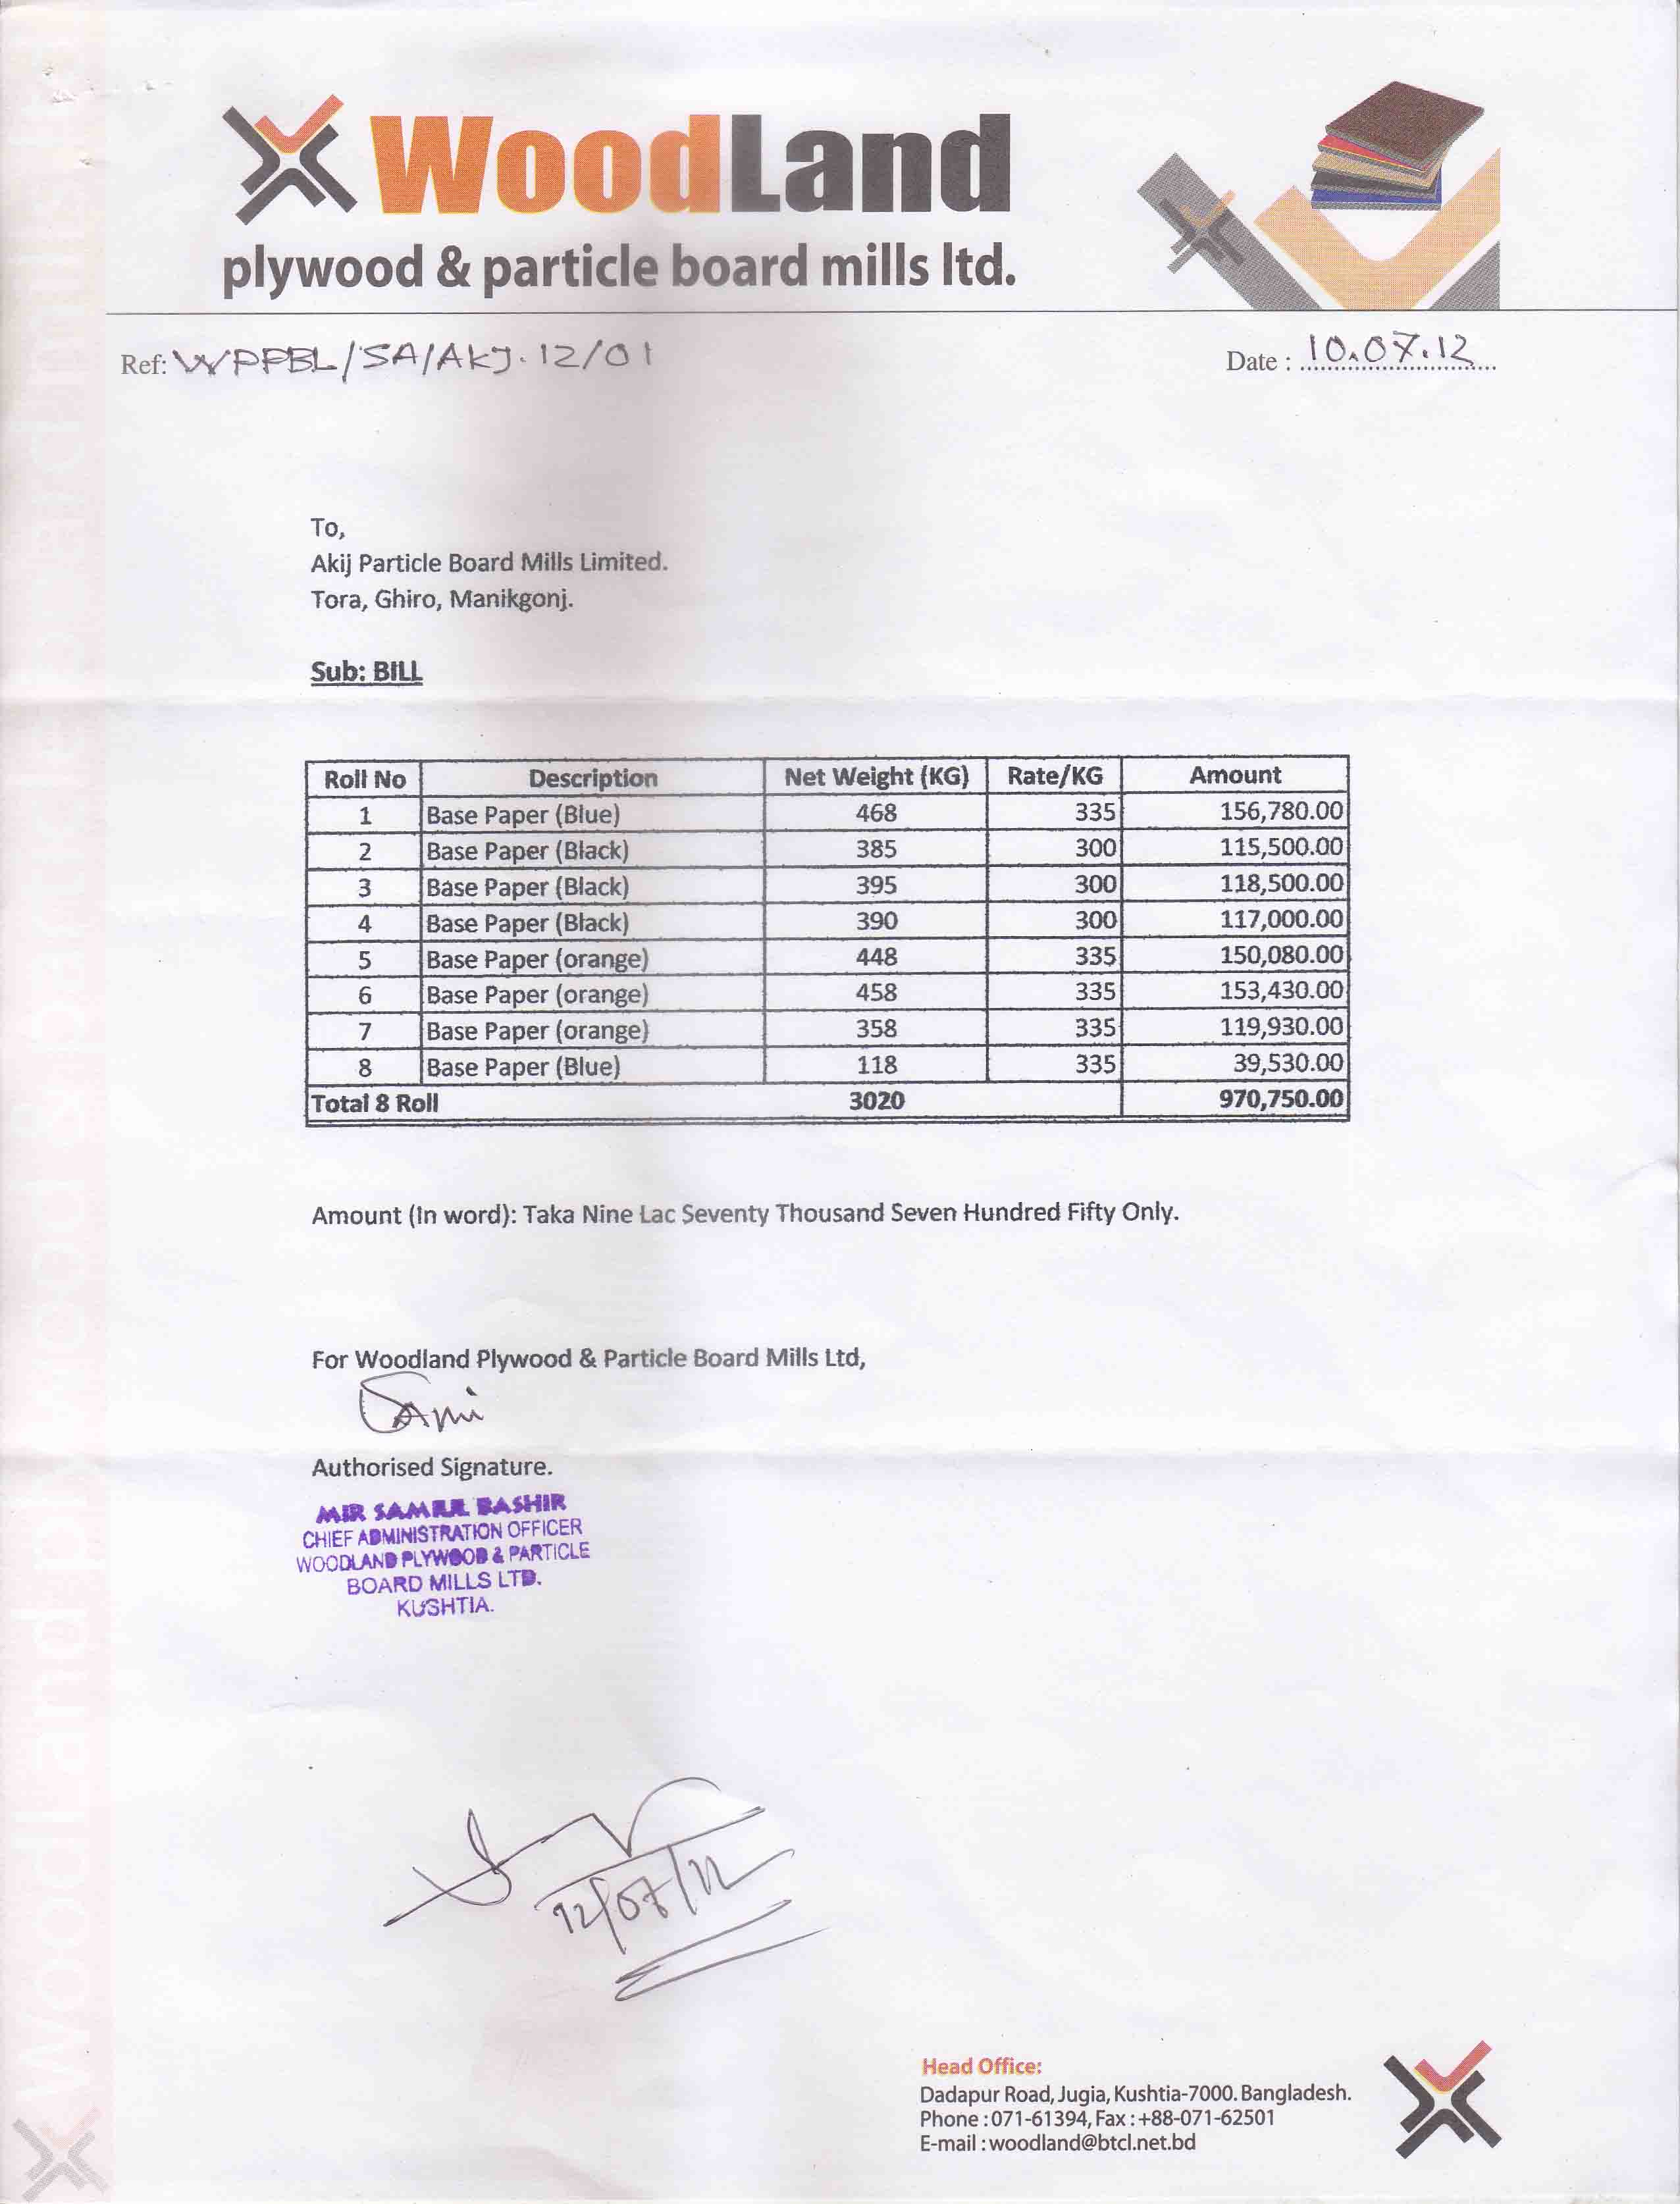 WoodLand
plywood & particle board mills ltd.
Ref: WPPBL/SA/AKJ-12/01
Date : 10.07.12
To,
Akij Particle Board Mills Limited.
Tora, Ghiro, Manikgonj.
Sub: BILL
Roll No Description Net Weight (KG) Rate/KG Amount
1 Base Paper (Blue) 468 335 156,780.00
2 Base Paper (Black) 385 300 115,500.00
3 Base Paper (Black) 395 300 118,500.00
4 Base Paper (Black) 390 300 117,000.00
5 Base Paper (orange) 448 335 150,080.00
6 Base Paper (orange) 458 335 153,430.00
7 Base Paper (orange) 358 335 119,930.00
8 Base Paper (Blue) 118 335 39,530.00
Total 8 Roll 3020 970,750.00
Amount (In word): Taka Nine Lac Seventy Thousand Seven Hundred Fifty Only.
For Woodland Plywood & Particle Board Mills Ltd,
Sami
Authorised Signature.
MIR SAMEE BASHIR
CHIEF ADMINISTRATION OFFICER
WOODLAND PLYWOOD & PARTICLE
BOARD MILLS LTD.
KUSHTIA.
12/07/12
Head Office:
Dadapur Road, Jugia, Kushtia-7000. Bangladesh.
Phone : 071-61394, Fax : +88-071-62501
E-mail : woodland@btcl.net.bd
WoodLand plywood & particle board mills ltd.